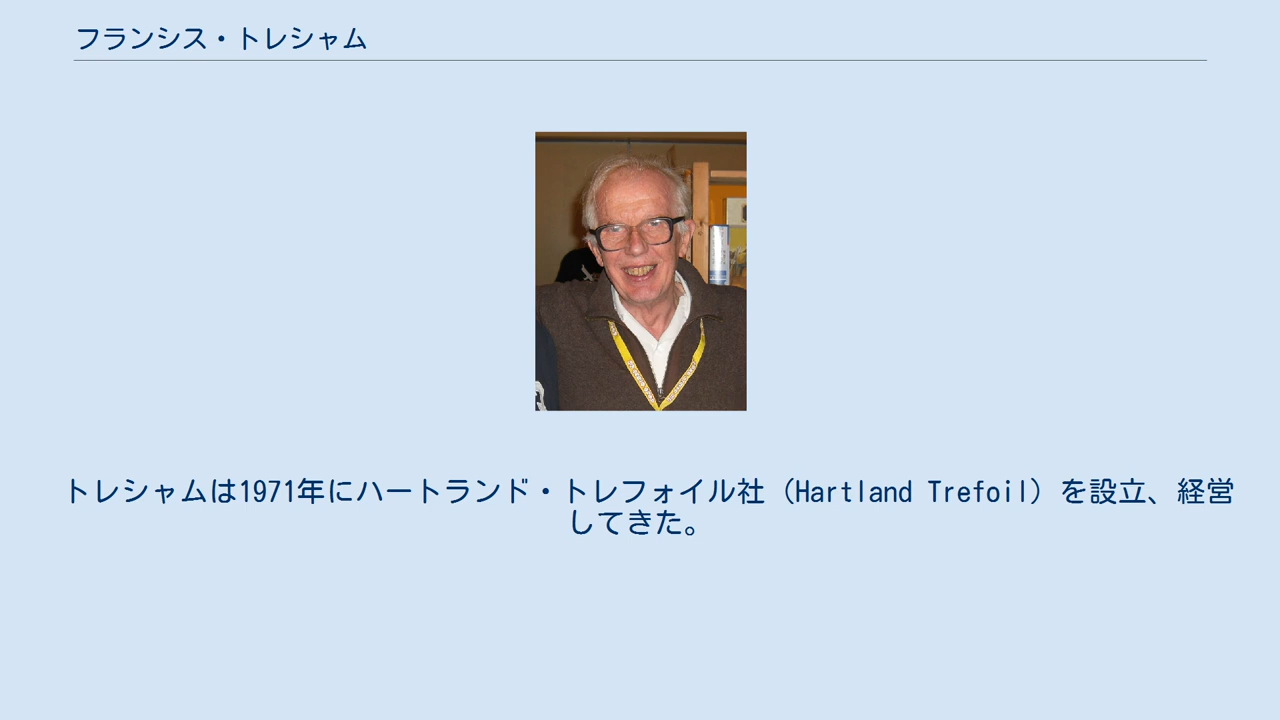 フランシス・トレシャム
トレシャムは1971年にハートランド・トレフォイル社（Hartland Trefoil）を設立、経営
してきた。